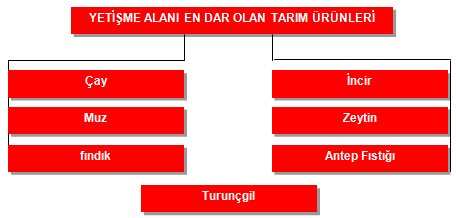 YETİŞME ALANI EN DAR OLAN TARIM ÜRÜNLERİ
Çay
İncir
Muz
Zeytin
fındık
Antep Fıstığı
Turunçgil